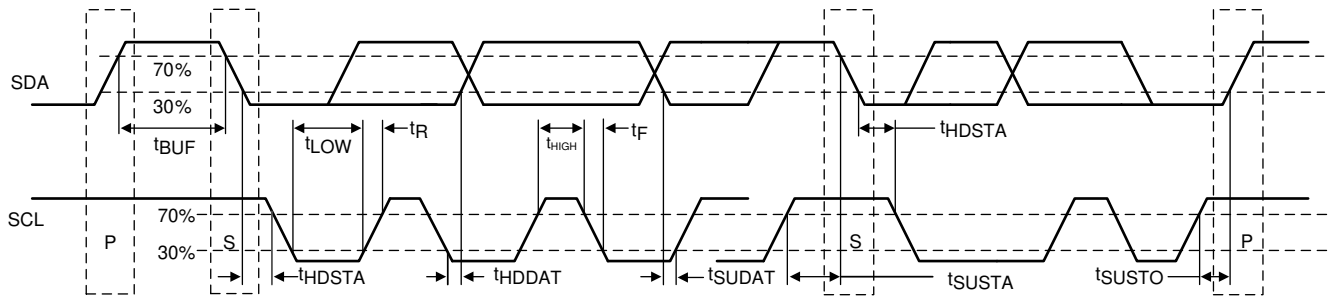 SDA
70%
30%
tBUF
tLOW
tR
tHIGH
tF
tHDSTA
SCL
70%
30%
P
S
S
P
tHDSTA
tHDDAT
tSUDAT
tSUSTA
tSUSTO